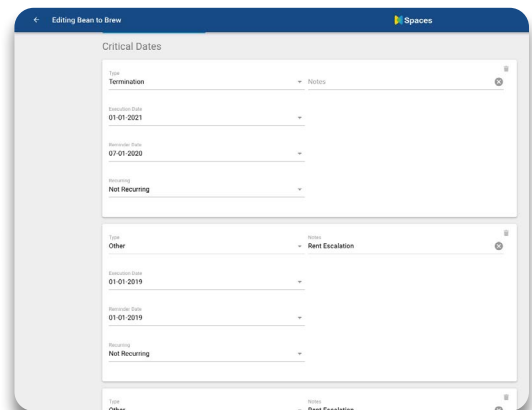 ← Editing Bean to Brew
Spaces
Critical Dates
Type
Termination
Notes
Execution Date
01-01-2021
Reminder Date
07-01-2020
Recurring
Not Recurring
Type
Other
Notes
Rent Escalation
Execution Date
01-01-2019
Reminder Date
01-01-2019
Recurring
Not Recurring
Type
Other
Notes
Rent Escalation